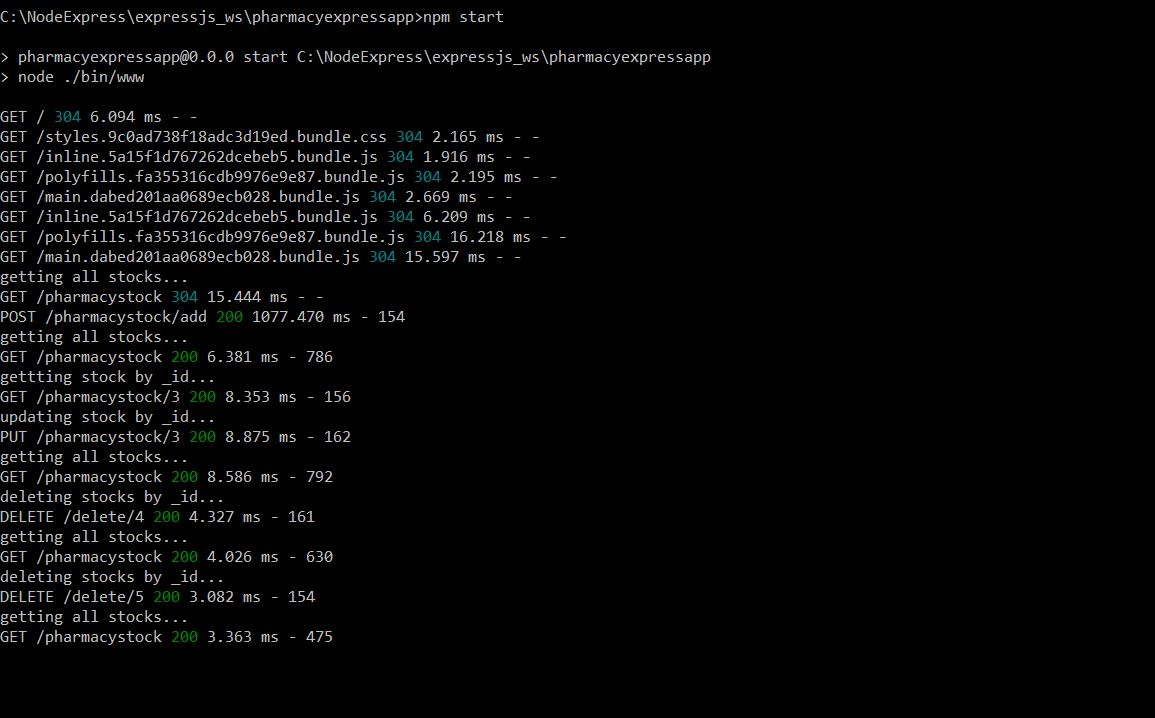 C:\NodeExpress\expressjs_ws\pharmacyexpressapp>npm start
> pharmacyexpressapp@0.0.0 start C:\NodeExpress\expressjs_ws\pharmacyexpressapp
> node ./bin/www
GET / 304 6.094 ms - -
GET /styles.9c0ad738f18adc3d19ed.bundle.css 304 2.165 ms - -
GET /inline.5a15f1d767262dcebeb5.bundle.js 304 1.916 ms - -
GET /polyfills.fa355316cdb9976e9e87.bundle.js 304 2.195 ms - -
GET /main.dabed201aa0689ecb028.bundle.js 304 2.669 ms - -
GET /inline.5a15f1d767262dcebeb5.bundle.js 304 6.209 ms - -
GET /polyfills.fa355316cdb9976e9e87.bundle.js 304 16.218 ms - -
GET /main.dabed201aa0689ecb028.bundle.js 304 15.597 ms - -
getting all stocks...
GET /pharmacystock 304 15.444 ms - -
POST /pharmacystock/add 200 1077.470 ms - 154
getting all stocks...
GET /pharmacystock 200 6.381 ms - 786
gettting stock by _id...
GET /pharmacystock/3 200 8.353 ms - 156
updating stock by _id...
PUT /pharmacystock/3 200 8.875 ms - 162
getting all stocks...
GET /pharmacystock 200 8.586 ms - 792
deleting stocks by _id...
DELETE /delete/4 200 4.327 ms - 161
getting all stocks...
GET /pharmacystock 200 4.026 ms - 630
deleting stocks by _id...
DELETE /delete/5 200 3.082 ms - 154
getting all stocks...
GET /pharmacystock 200 3.363 ms - 475